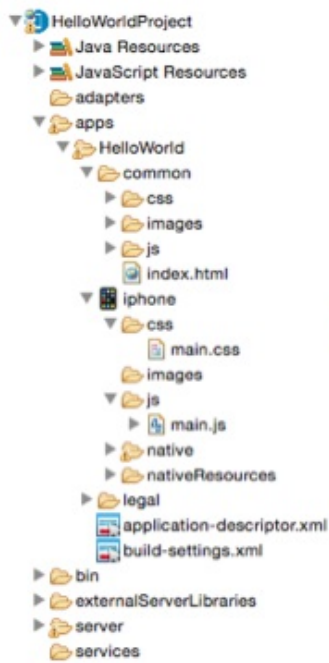 HelloWorldProject
Java Resources
JavaScript Resources
adapters
apps
HelloWorld
common
css
images
js
index.html
iphone
css
main.css
images
js
main.js
native
nativeResources
legal
application-descriptor.xml
build-settings.xml
bin
externalServerLibraries
server
services